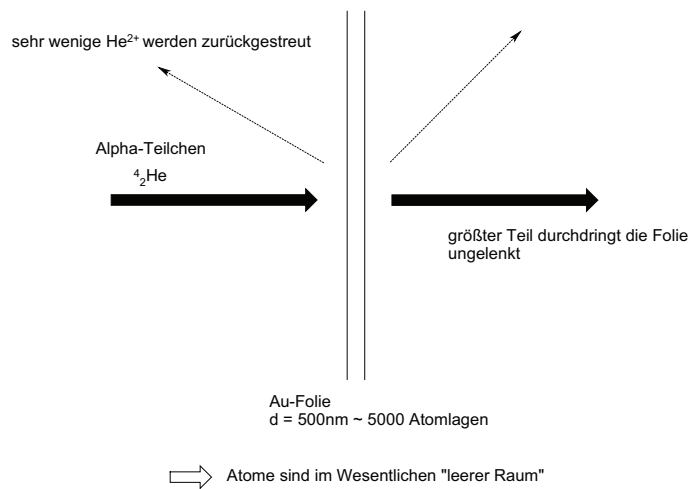 sehr wenige He²⁺ werden zurückgestreut
Alpha-Teilchen
⁴₂He
größter Teil durchdringt die Folie
ungelenkt
Au-Folie
d = 500nm ~ 5000 Atomlagen
Atome sind im Wesentlichen "leerer Raum"